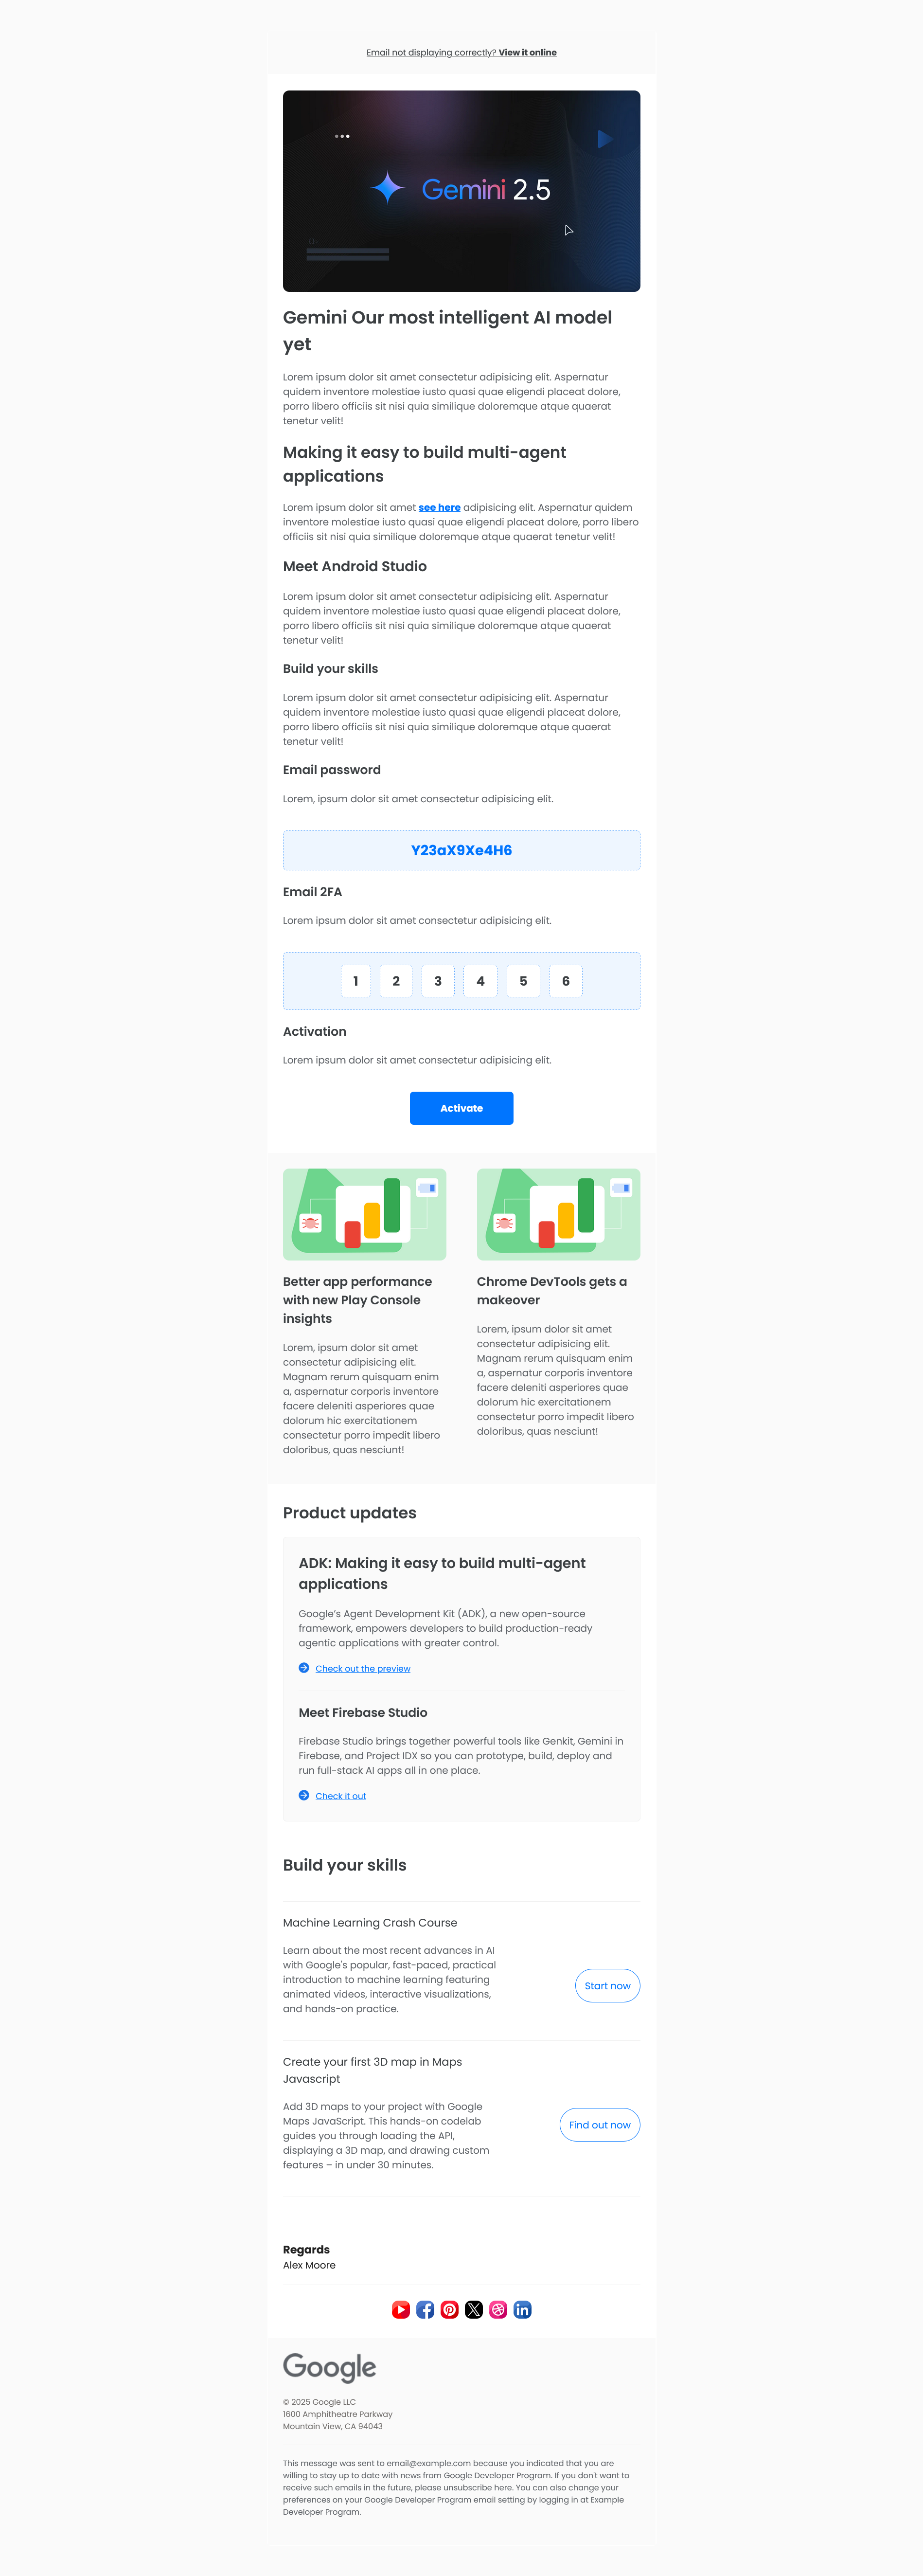 Email not displaying correctly? View it online
Gemini 2.5
Gemini Our most intelligent AI model
yet
Lorem ipsum dolor sit amet consectetur adipisicing elit. Aspernatur
quidem inventore molestiae iusto quasi quae eligendi placeat dolore,
porro libero officiis sit nisi quia similique doloremque atque quaerat
tenetur velit!
Making it easy to build multi-agent
applications
Lorem ipsum dolor sit amet see here adipisicing elit. Aspernatur quidem
inventore molestiae iusto quasi quae eligendi placeat dolore, porro libero
officiis sit nisi quia similique doloremque atque quaerat tenetur velit!
Meet Android Studio
Lorem ipsum dolor sit amet consectetur adipisicing elit. Aspernatur
quidem inventore molestiae iusto quasi quae eligendi placeat dolore,
porro libero officiis sit nisi quia similique doloremque atque quaerat
tenetur velit!
Build your skills
Lorem ipsum dolor sit amet consectetur adipisicing elit. Aspernatur
quidem inventore molestiae iusto quasi quae eligendi placeat dolore,
porro libero officiis sit nisi quia similique doloremque atque quaerat
tenetur velit!
Email password
Lorem, ipsum dolor sit amet consectetur adipisicing elit.
Y23aX9Xe4H6
Email 2FA
Lorem ipsum dolor sit amet consectetur adipisicing elit.
1 2 3 4 5 6
Activation
Lorem ipsum dolor sit amet consectetur adipisicing elit.
Activate
Better app performance
with new Play Console
insights
Lorem, ipsum dolor sit amet
consectetur adipisicing elit.
Magnam rerum quisquam enim
a, aspernatur corporis inventore
facere deleniti asperiores quae
dolorum hic exercitationem
consectetur porro impedit libero
doloribus, quas nesciunt!
Chrome DevTools gets a
makeover
Lorem, ipsum dolor sit amet
consectetur adipisicing elit.
Magnam rerum quisquam enim
a, aspernatur corporis inventore
facere deleniti asperiores quae
dolorum hic exercitationem
consectetur porro impedit libero
doloribus, quas nesciunt!
Product updates
ADK: Making it easy to build multi-agent
applications
Google's Agent Development Kit (ADK), a new open-source
framework, empowers developers to build production-ready
agentic applications with greater control.
Check out the preview
Meet Firebase Studio
Firebase Studio brings together powerful tools like Genkit, Gemini in
Firebase, and Project IDX so you can prototype, build, deploy and
run full-stack AI apps all in one place.
Check it out
Build your skills
Machine Learning Crash Course
Learn about the most recent advances in AI
with Google's popular, fast-paced, practical
introduction to machine learning featuring
animated videos, interactive visualizations,
and hands-on practice.
Start now
Create your first 3D map in Maps
Javascript
Add 3D maps to your project with Google
Maps JavaScript. This hands-on codelab
guides you through loading the API,
displaying a 3D map, and drawing custom
features – in under 30 minutes.
Find out now
Regards
Alex Moore
Google
© 2025 Google LLC
1600 Amphitheatre Parkway
Mountain View, CA 94043
This message was sent to email@example.com because you indicated that you are
willing to stay up to date with news from Google Developer Program. If you don't want to
receive such emails in the future, please unsubscribe here. You can also change your
preferences on your Google Developer Program email setting by logging in at Example
Developer Program.